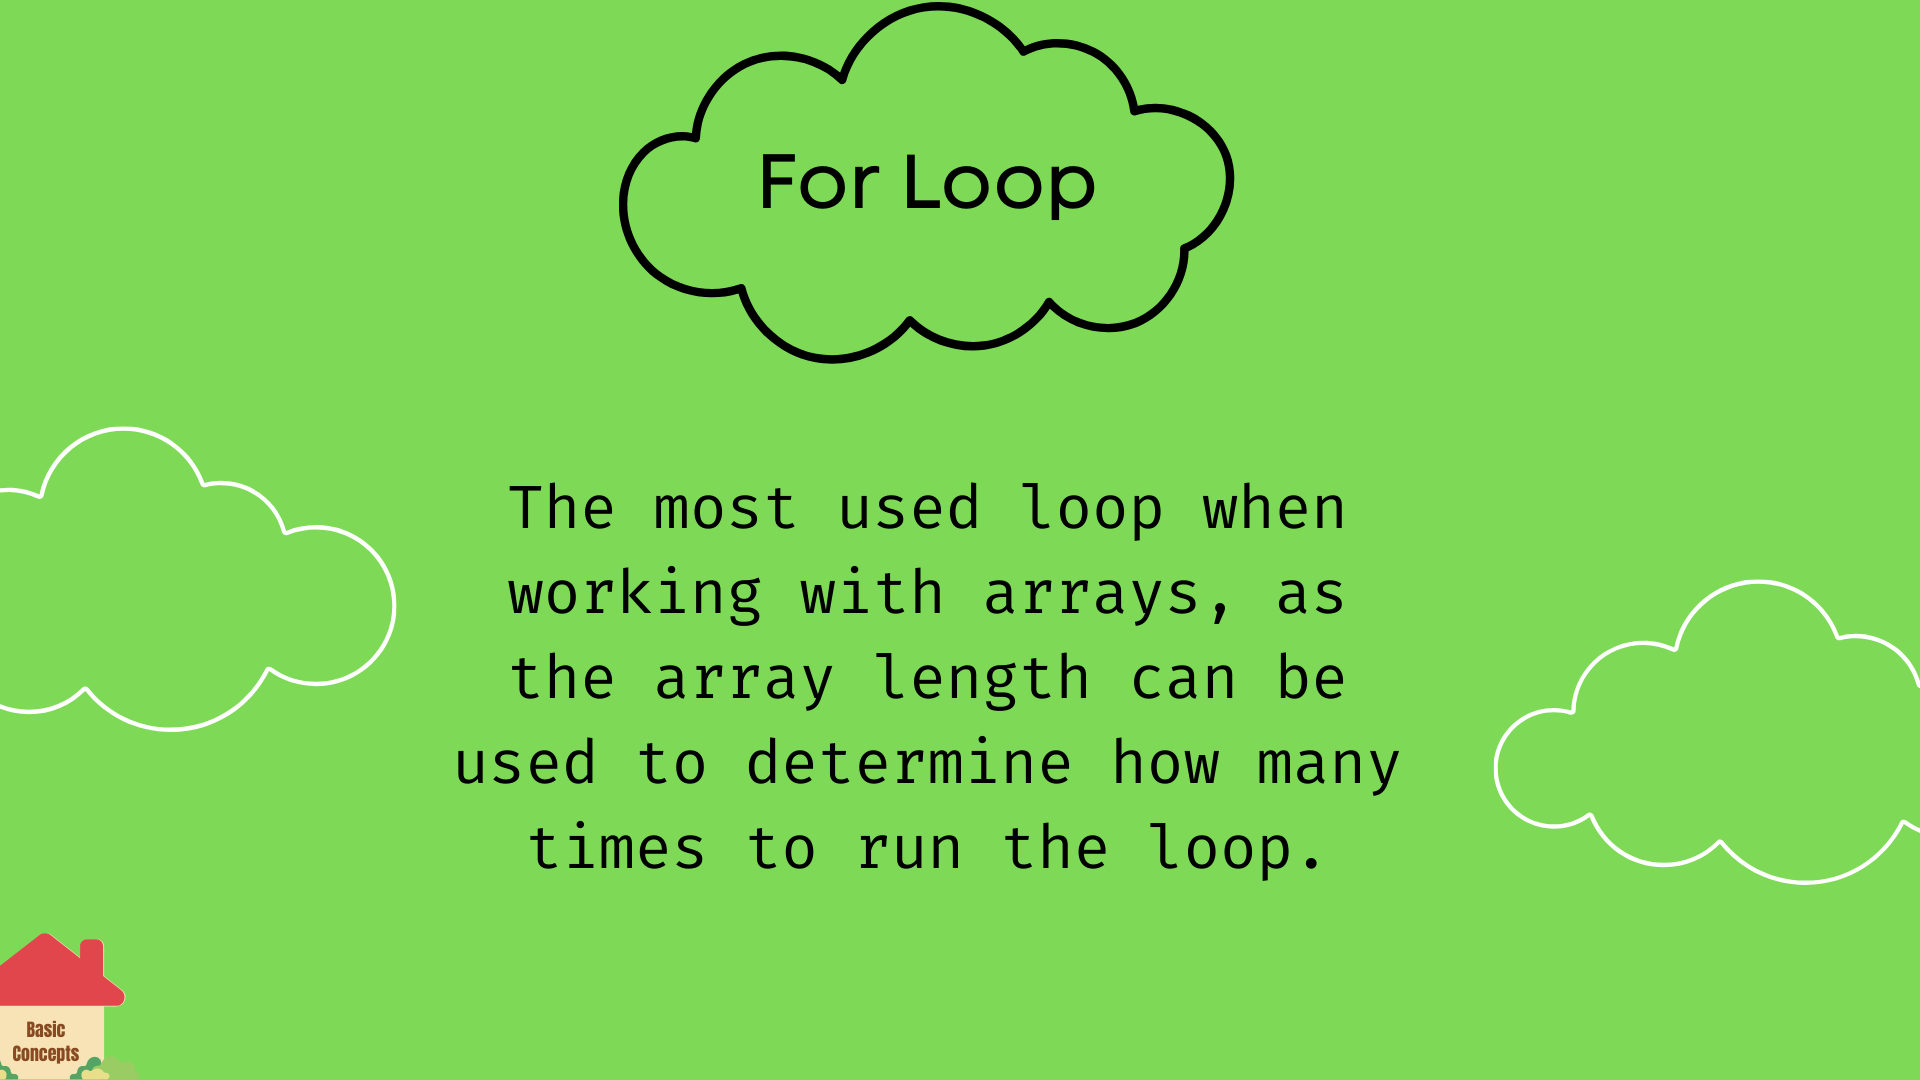 For Loop
The most used loop when
working with arrays, as
the array length can be
used to determine how many
times to run the loop.
Basic
Concepts